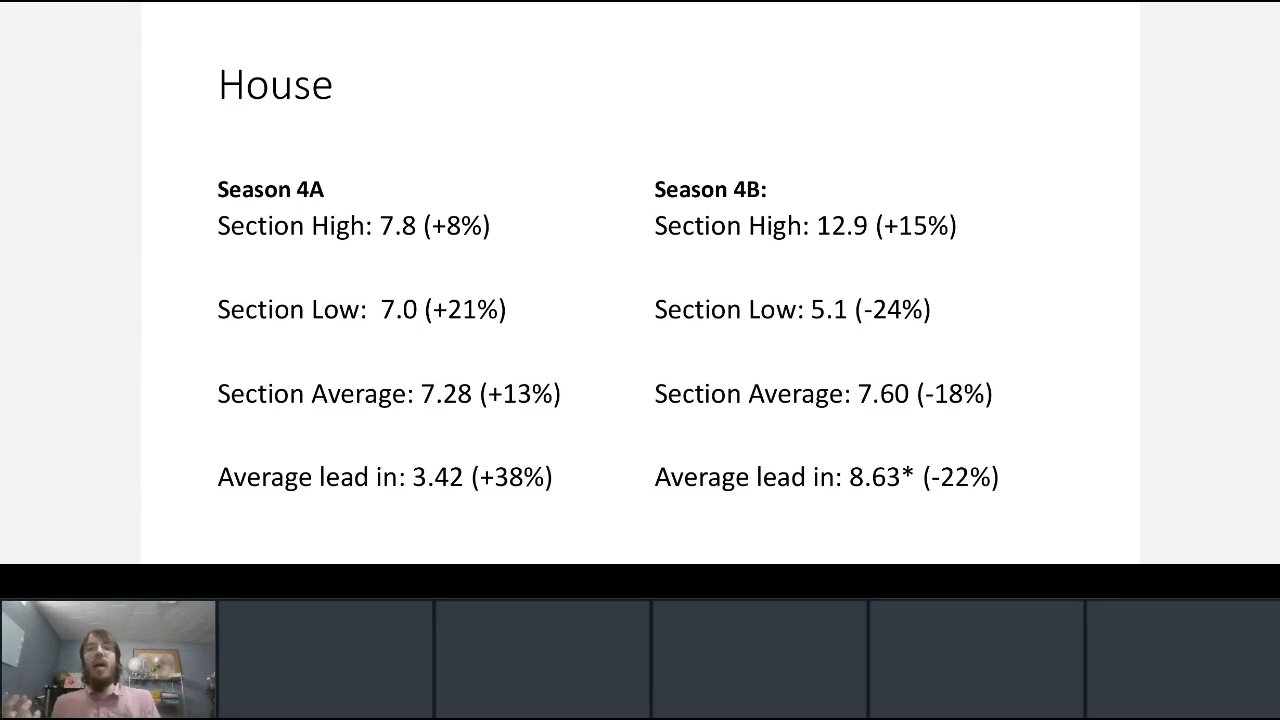 House
Season 4A
Section High: 7.8 (+8%)
Section Low:  7.0 (+21%)
Section Average: 7.28 (+13%)
Average lead in: 3.42 (+38%)
Season 4B:
Section High: 12.9 (+15%)
Section Low: 5.1 (-24%)
Section Average: 7.60 (-18%)
Average lead in: 8.63* (-22%)